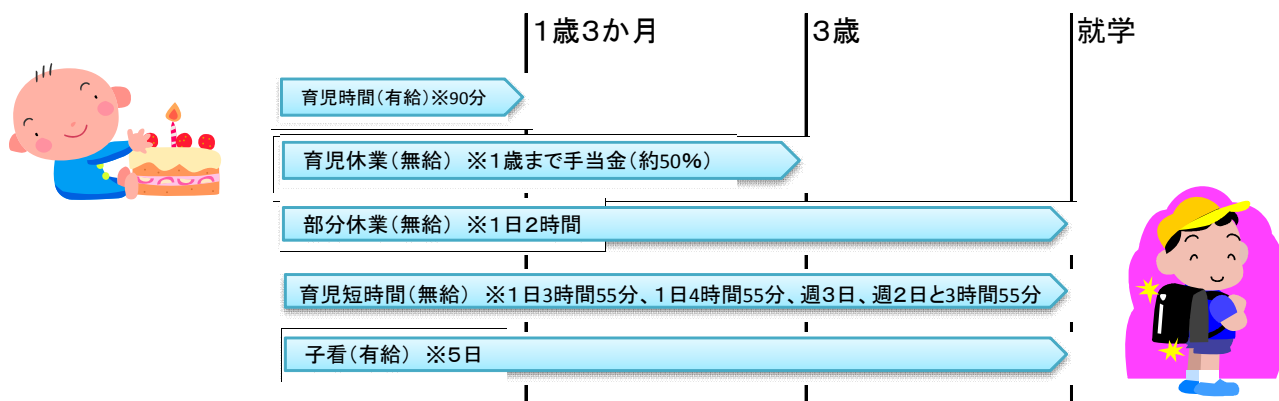 1歳3か月
3歳
就学
育児時間(有給)※90分
育児休業(無給) ※1歳まで手当金(約50%)
部分休業(無給) ※1日2時間
育児短時間(無給) ※1日3時間55分、1日4時間55分、週3日、週2日と3時間55分
子看(有給) ※5日